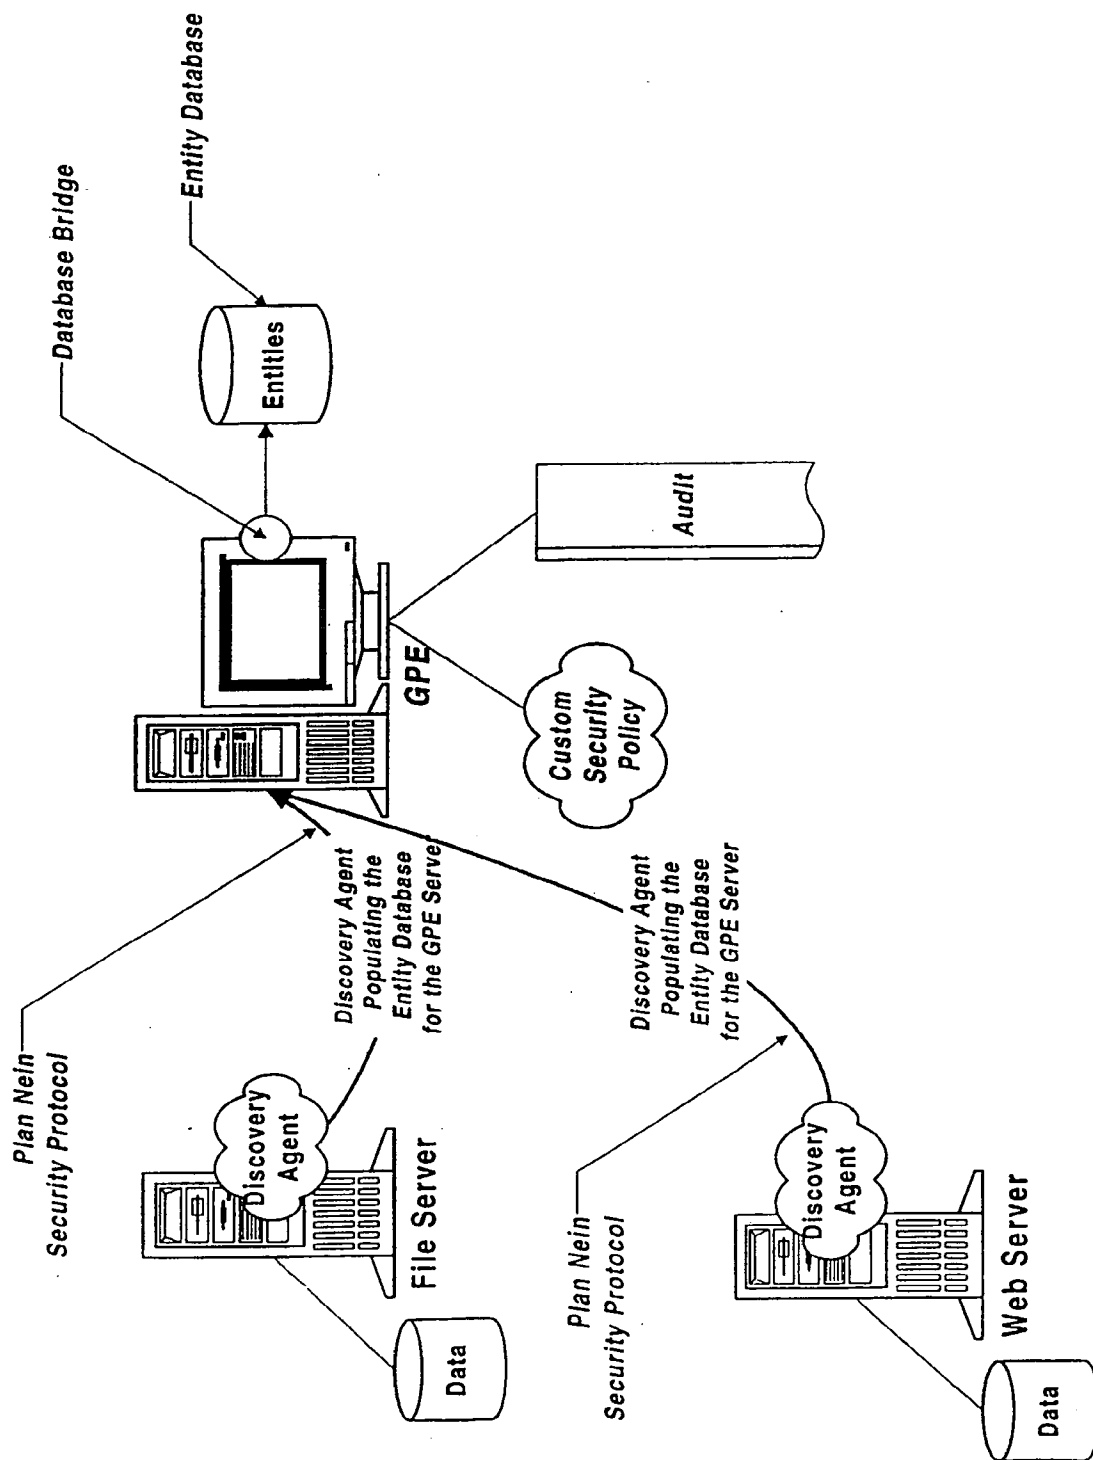 Plan Nein
Security Protocol
Database Bridge
Entity Database
Discovery
Agent
File Server
Data
Discovery Agent
Populating the
Entity Database
for the GPE Server
GPE
Entities
Custom
Security
Policy
Audit
Plan Nein
Security Protocol
Discovery Agent
Populating the
Entity Database
for the GPE Server
Discovery
Agent
Web Server
Data